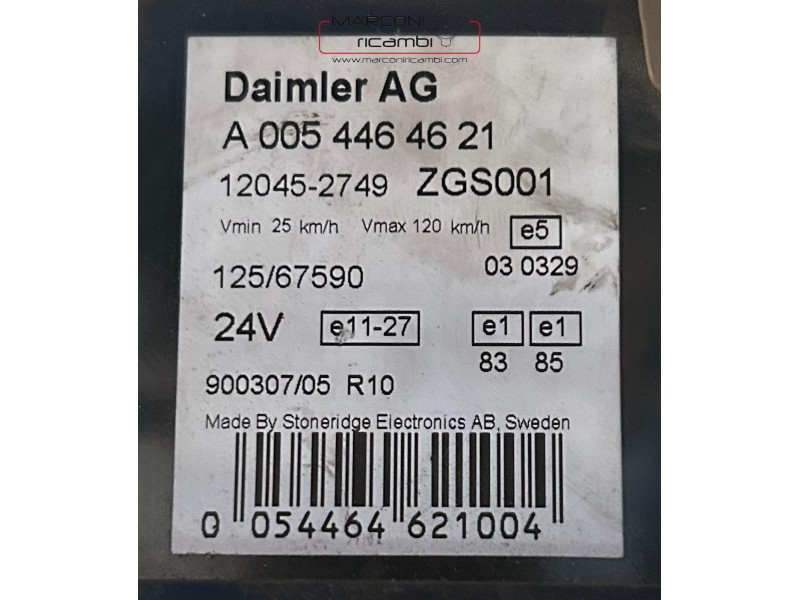 MARCONI
ricambi
www.marconiricambi.com
Daimler AG
A 005 446 46 21
12045-2749 ZGS001
Vmin 25 km/h Vmax 120 km/h e5
03 0329
125/67590
24V e11-27 e1 e1
83 85
900307/05 R10
Made By Stoneridge Electronics AB, Sweden
0 054464 621004